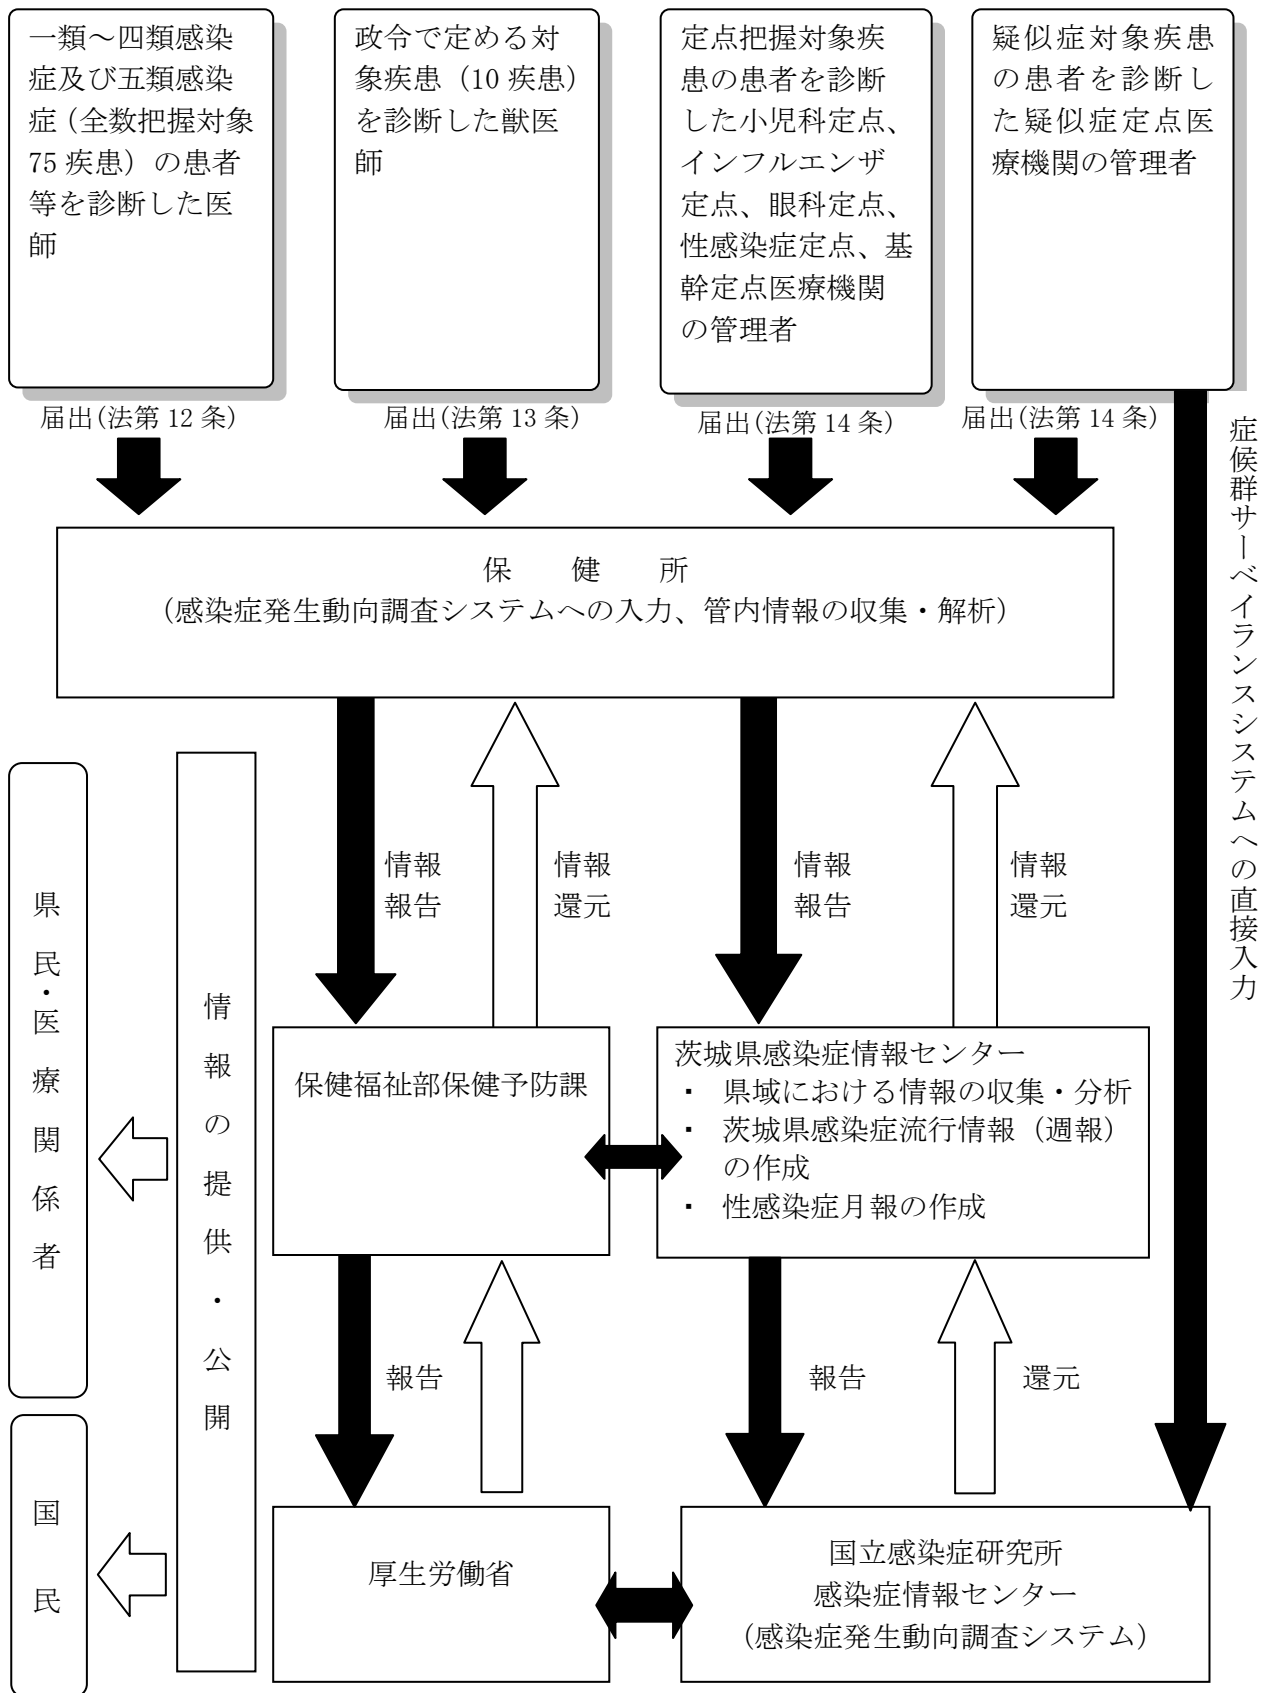 一類～四類感染
症及び五類感染
症（全数把握対象
75 疾患）の患者
等を診断した医
師
政令で定める対
象疾患（10 疾患）
を診断した獣医
師
定点把握対象疾
患の患者を診断
した小児科定点、
インフルエンザ
定点、眼科定点、
性感染症定点、基
幹定点医療機関
の管理者
疑似症対象疾患
の患者を診断し
た疑似症定点医
療機関の管理者
届出(法第 12 条)
届出(法第 13 条)
届出(法第 14 条)
届出(法第 14 条)
症候群サーベイランスシステムへの直接入力
保　健　所
（感染症発生動向調査システムへの入力、管内情報の収集・解析）
情報
報告
情報
還元
情報
報告
情報
還元
県民・医療関係者
情報の提供・公開
保健福祉部保健予防課
茨城県感染症情報センター
・ 県域における情報の収集・分析
・ 茨城県感染症流行情報（週報）
の作成
・ 性感染症月報の作成
報告
報告
還元
国民
厚生労働省
国立感染症研究所
感染症情報センター
（感染症発生動向調査システム）